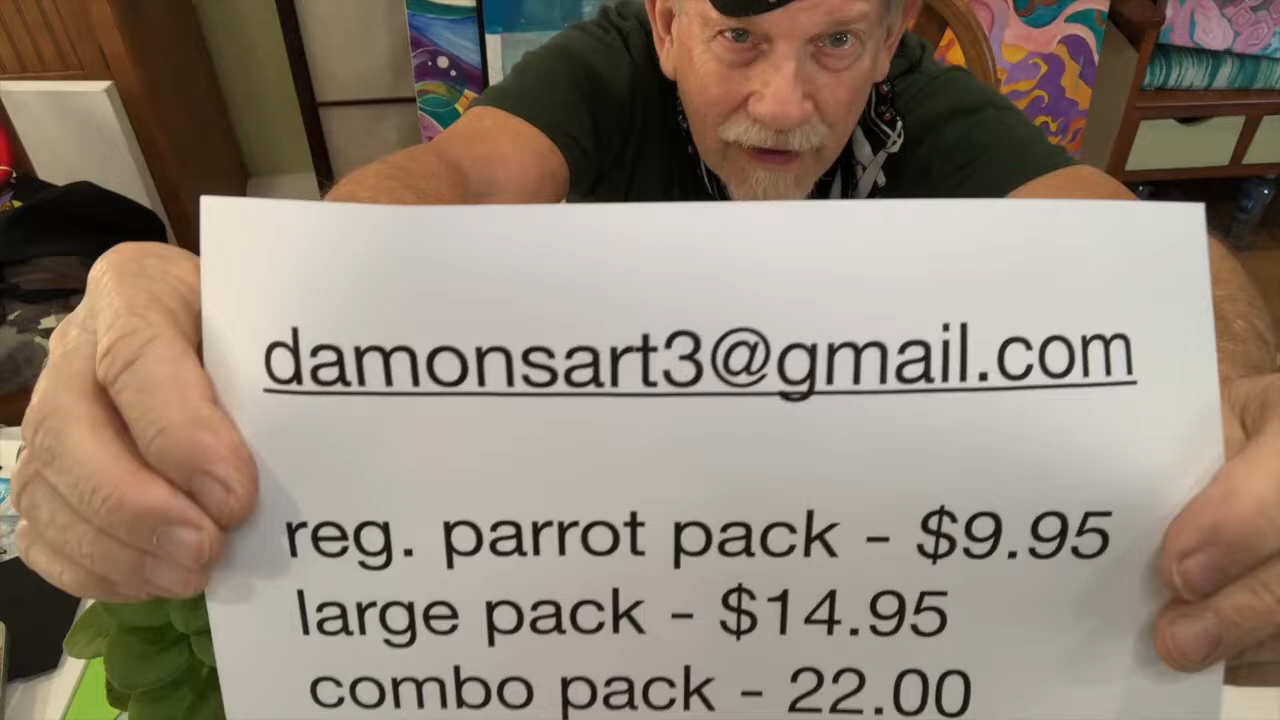 damonsart3@gmail.com
reg. parrot pack - $9.95
large pack - $14.95
combo pack - 22.00